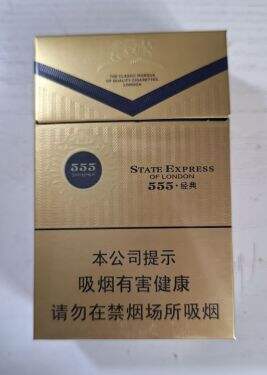 THE CLASSIC MARQUE
OF QUALITY CIGARETTES
LONDON
555
STATE EXPRESS
OF LONDON
555·经典
本公司提示
吸烟有害健康
请勿在禁烟场所吸烟